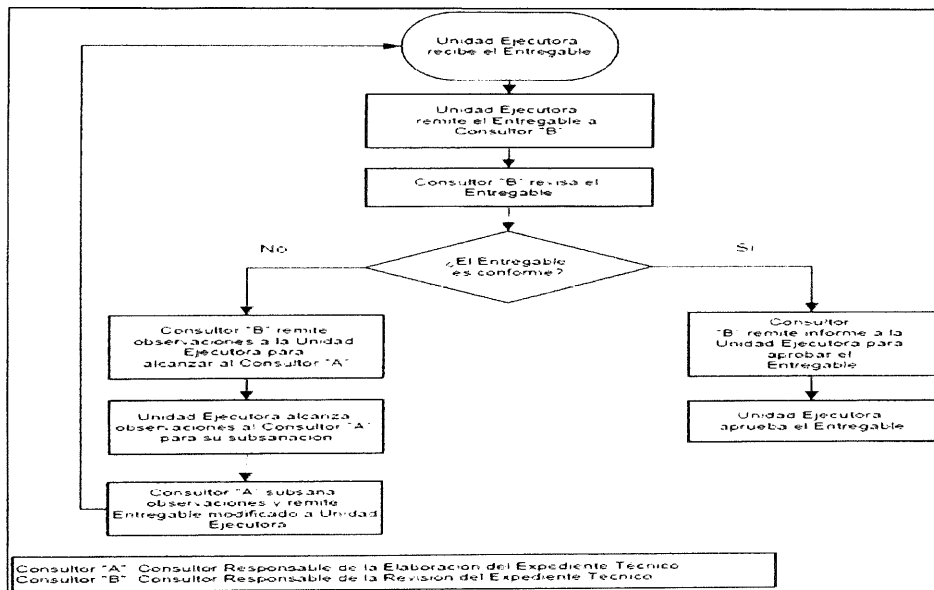 Unidad Ejecutora
recibe el Entregable
Unidad Ejecutora
remite el Entregable a
Consultor "B"
Consultor "B" revisa el
Entregable
¿El Entregable
es conforme?
No
Si
Consultor "B" remite
observaciones a la Unidad
Ejecutora para
alcanzar al Consultor "A"
Unidad Ejecutora alcanza
observaciones al Consultor "A"
para su subsanación
Consultor "A" subsana
observaciones y remite
Entregable modificado a Unidad
Ejecutora
Consultor
"B" remite informe a la
Unidad Ejecutora para
aprobar el
Entregable
Unidad Ejecutora
aprueba el Entregable
Consultor "A" Consultor Responsable de la Elaboración del Expediente Técnico
Consultor "B" Consultor Responsable de la Revisión del Expediente Técnico